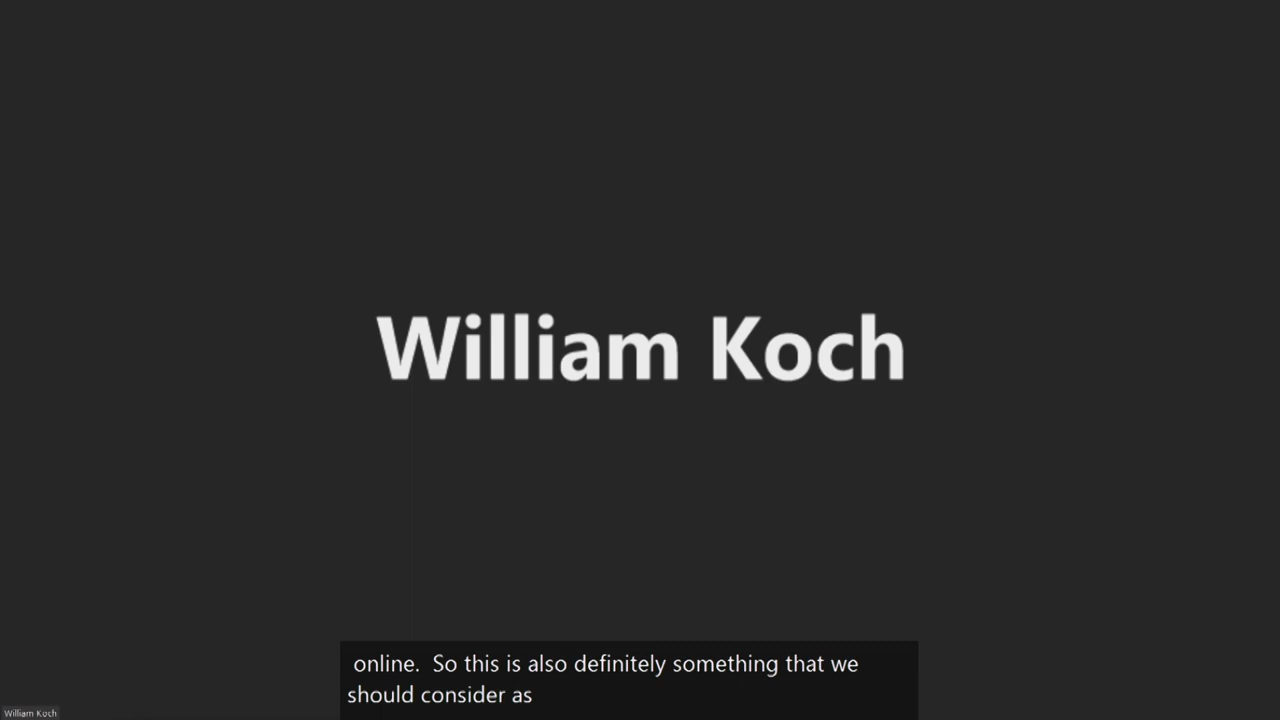 William Koch
online.  So this is also definitely something that we
should consider as
William Koch